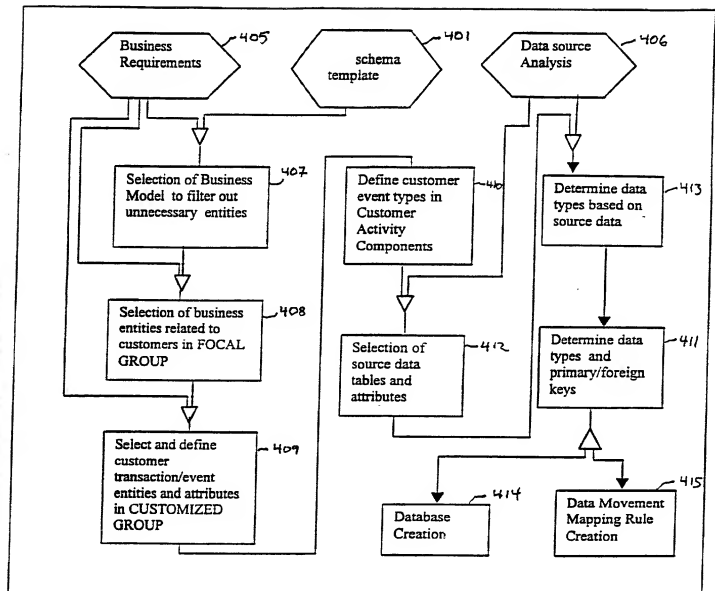 Business
Requirements
405
schema
template
401
Data source
Analysis
406
Selection of Business
Model to filter out
unnecessary entities
407
Define customer
event types in
Customer
Activity
Components
410
Determine data
types based on
source data
413
Selection of business
entities related to
customers in FOCAL
GROUP
408
Selection of
source data
tables and
attributes
412
Determine data
types and
primary/foreign
keys
411
Select and define
customer
transaction/event
entities and attributes
in CUSTOMIZED
GROUP
409
Database
Creation
414
Data Movement
Mapping Rule
Creation
415